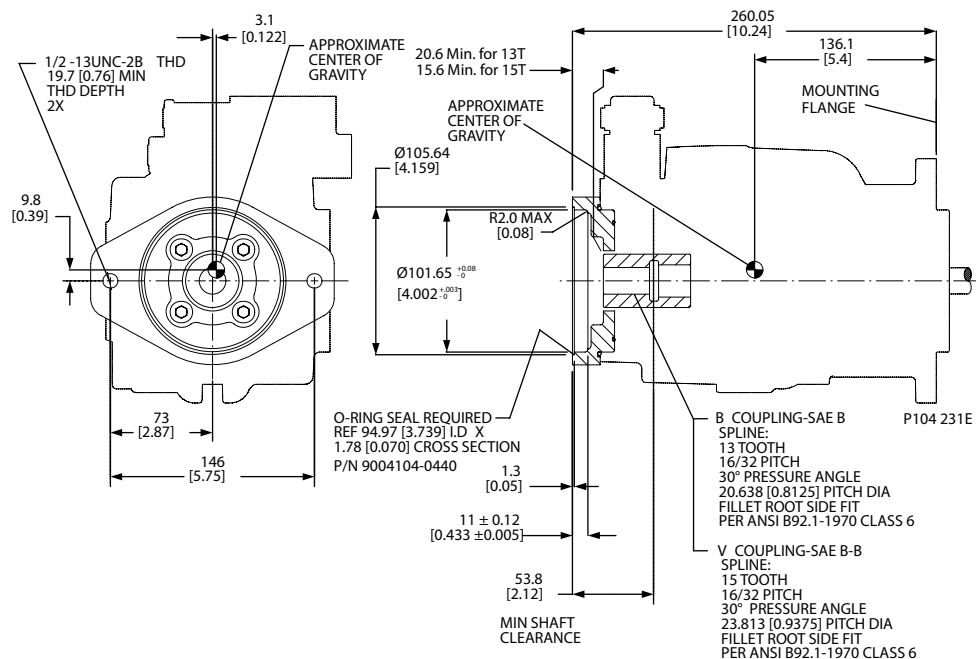 3.1
[0.122]
1/2 -13UNC-2B THD
19.7 [0.76] MIN
THD DEPTH
2X
APPROXIMATE
CENTER OF
GRAVITY
9.8
[0.39]
73
[2.87]
146
[5.75]
260.05
[10.24]
20.6 Min. for 13T
15.6 Min. for 15T
136.1
[5.4]
MOUNTING
FLANGE
APPROXIMATE
CENTER OF
GRAVITY
Ø105.64
[4.159]
R2.0 MAX
[0.08]
Ø101.65 +0.08 -0
[4.002 +.003 -0]
O-RING SEAL REQUIRED
REF 94.97 [3.739] I.D X
1.78 [0.070] CROSS SECTION
P/N 9004104-0440
1.3
[0.05]
11 ± 0.12
[0.433 ±0.005]
53.8
[2.12]
MIN SHAFT
CLEARANCE
B COUPLING-SAE B
SPLINE:
13 TOOTH
16/32 PITCH
30° PRESSURE ANGLE
20.638 [0.8125] PITCH DIA
FILLET ROOT SIDE FIT
PER ANSI B92.1-1970 CLASS 6
P104 231E
V COUPLING-SAE B-B
SPLINE:
15 TOOTH
16/32 PITCH
30° PRESSURE ANGLE
23.813 [0.9375] PITCH DIA
FILLET ROOT SIDE FIT
PER ANSI B92.1-1970 CLASS 6